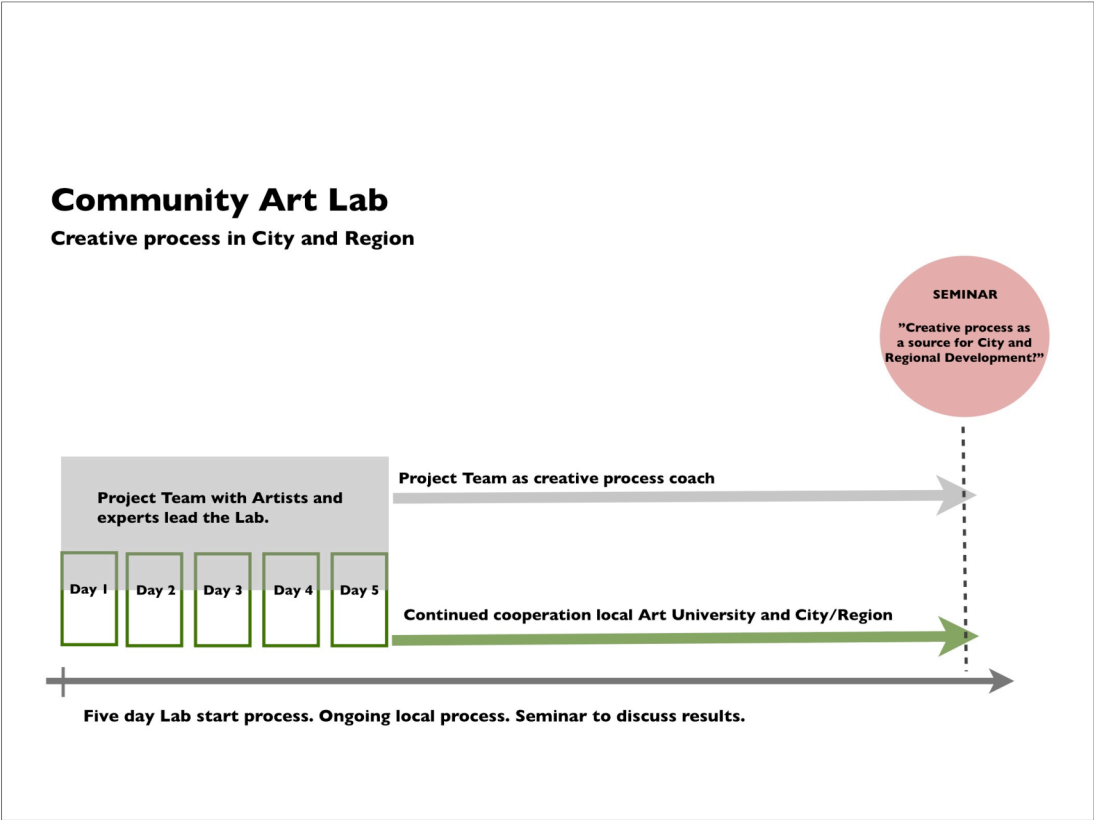 Community Art Lab
Creative process in City and Region
SEMINAR
”Creative process as
a source for City and
Regional Development?”
Project Team as creative process coach
Project Team with Artists and
experts lead the Lab.
Day 1
Day 2
Day 3
Day 4
Day 5
Continued cooperation local Art University and City/Region
Five day Lab start process. Ongoing local process. Seminar to discuss results.